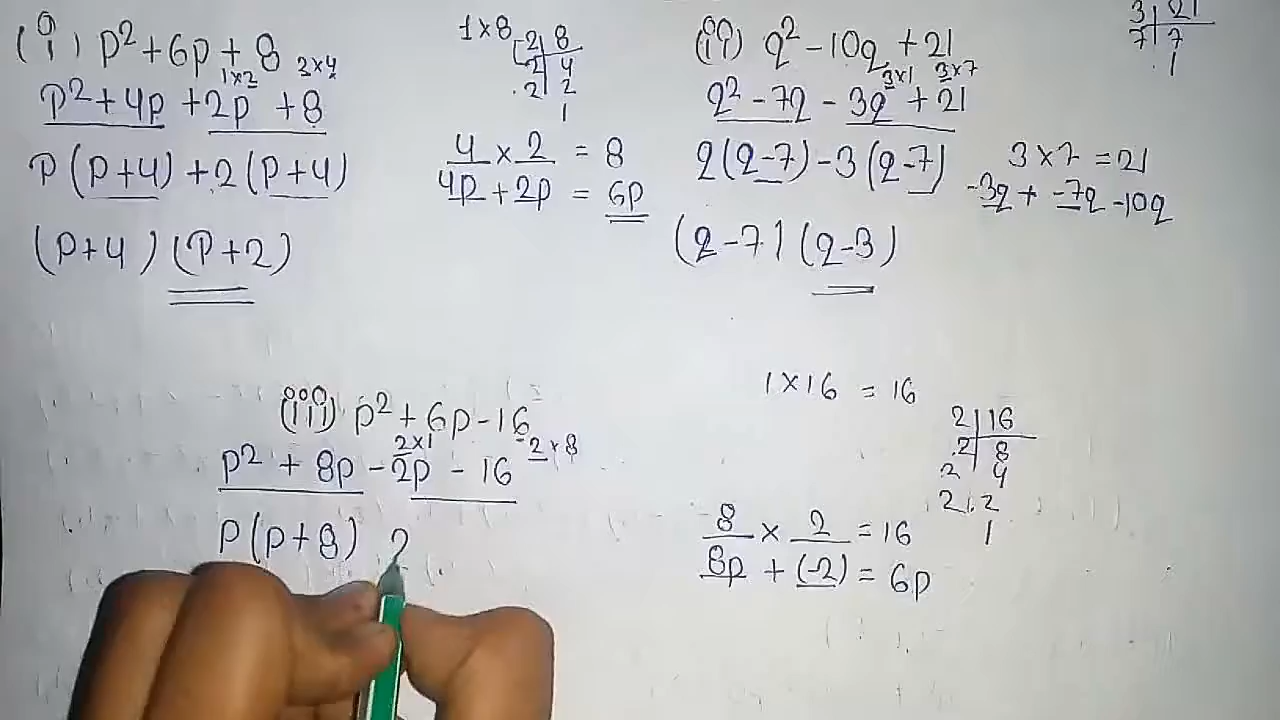 (i) p² + 6p + 8
1×2 2×4
p² + 4p + 2p + 8
p(p+4) + 2(p+4)
(p+4) (p+2)
1×8
2 | 8
2 | 4
2 | 2
1
4 × 2 = 8
4p + 2p = 6p
(ii) q² - 10q + 21
3×1 3×7
q² - 7q - 3q + 21
q(q-7) - 3(q-7)
(q-7) (q-3)
3 | 21
7 | 7
1
3 × 7 = 21
-3q + -7q -10q
(iii) p² + 6p - 16
2×1 2×8
p² + 8p - 2p - 16
p(p+8) 2
1 × 16 = 16
2 | 16
2 | 8
2 4
2 2
1
8 × 2 = 16
8p + (-2) = 6p